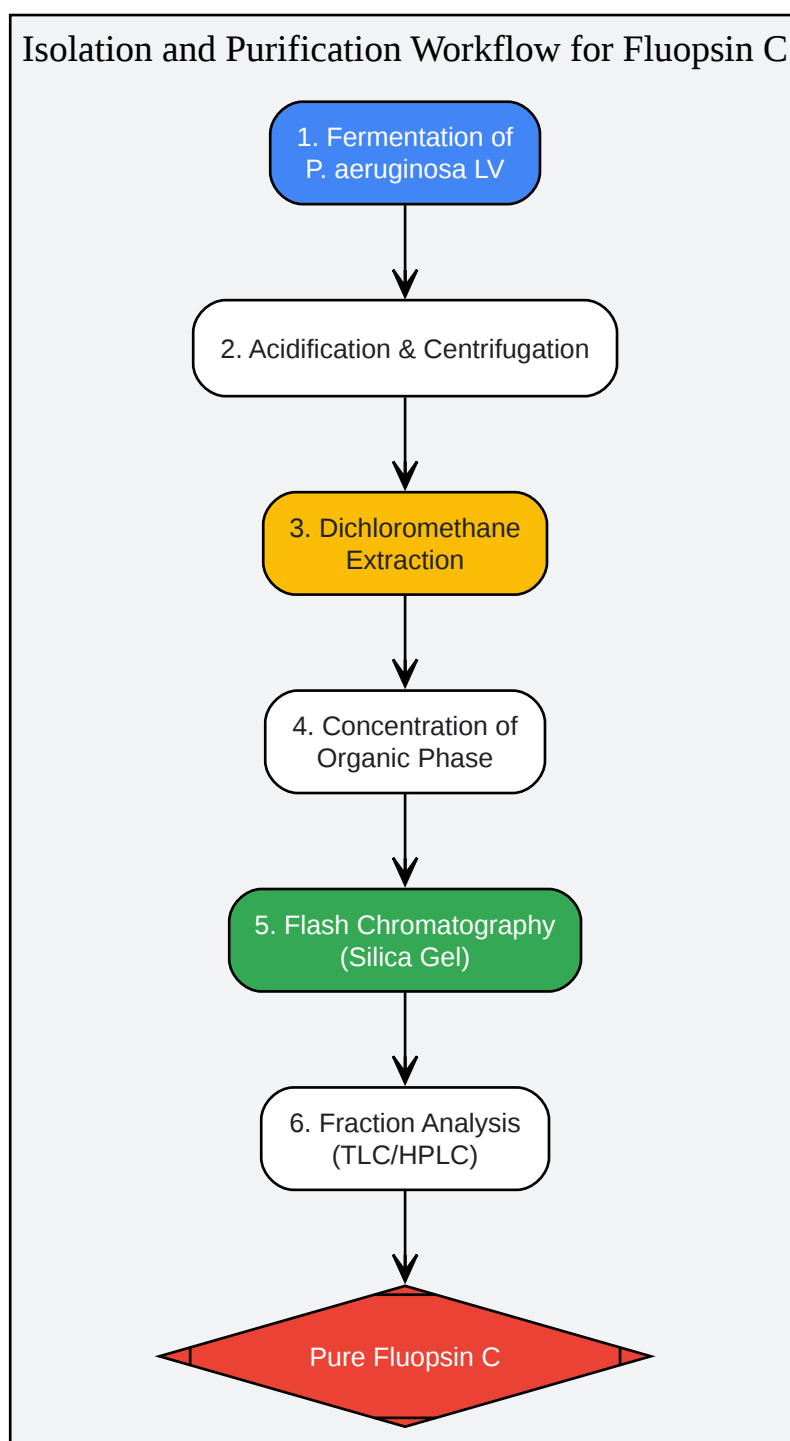 Isolation and Purification Workflow for Fluopsin C
1. Fermentation of
P. aeruginosa LV
2. Acidification & Centrifugation
3. Dichloromethane
Extraction
4. Concentration of
Organic Phase
5. Flash Chromatography
(Silica Gel)
6. Fraction Analysis
(TLC/HPLC)
Pure Fluopsin C